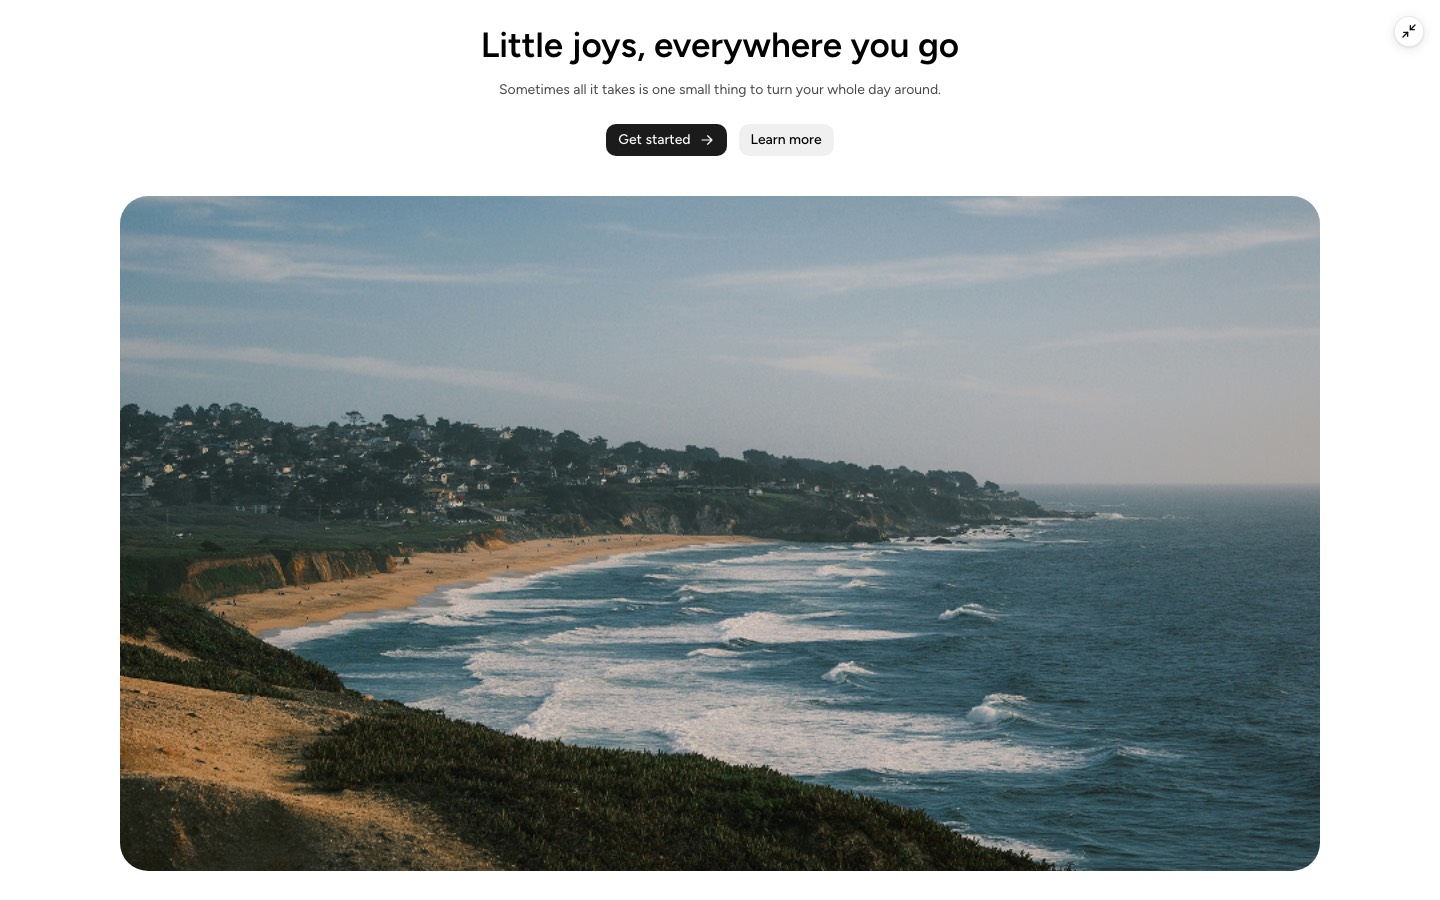 Little joys, everywhere you go
Sometimes all it takes is one small thing to turn your whole day around.
Get started
Learn more